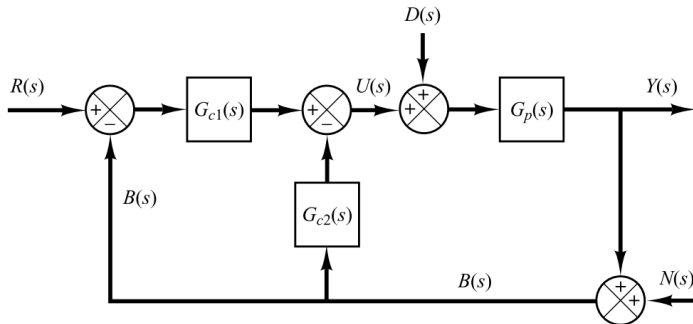 D(s)
R(s)
U(s)
Y(s)
+
−
G_{c1}(s)
+
−
+
+
G_p(s)
B(s)
G_{c2}(s)
B(s)
N(s)
+
+